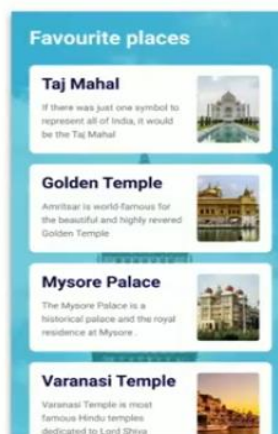 Favourite places
Taj Mahal
If there was just one symbol to
represent all of India, it would
be the Taj Mahal
Golden Temple
Amritsar is world-famous for
the beautiful and highly revered
Golden Temple
Mysore Palace
The Mysore Palace is a
historical palace and the royal
residence at Mysore .
Varanasi Temple
Varanasi Temple is most
famous Hindu temples
dedicated to Lord Shiva